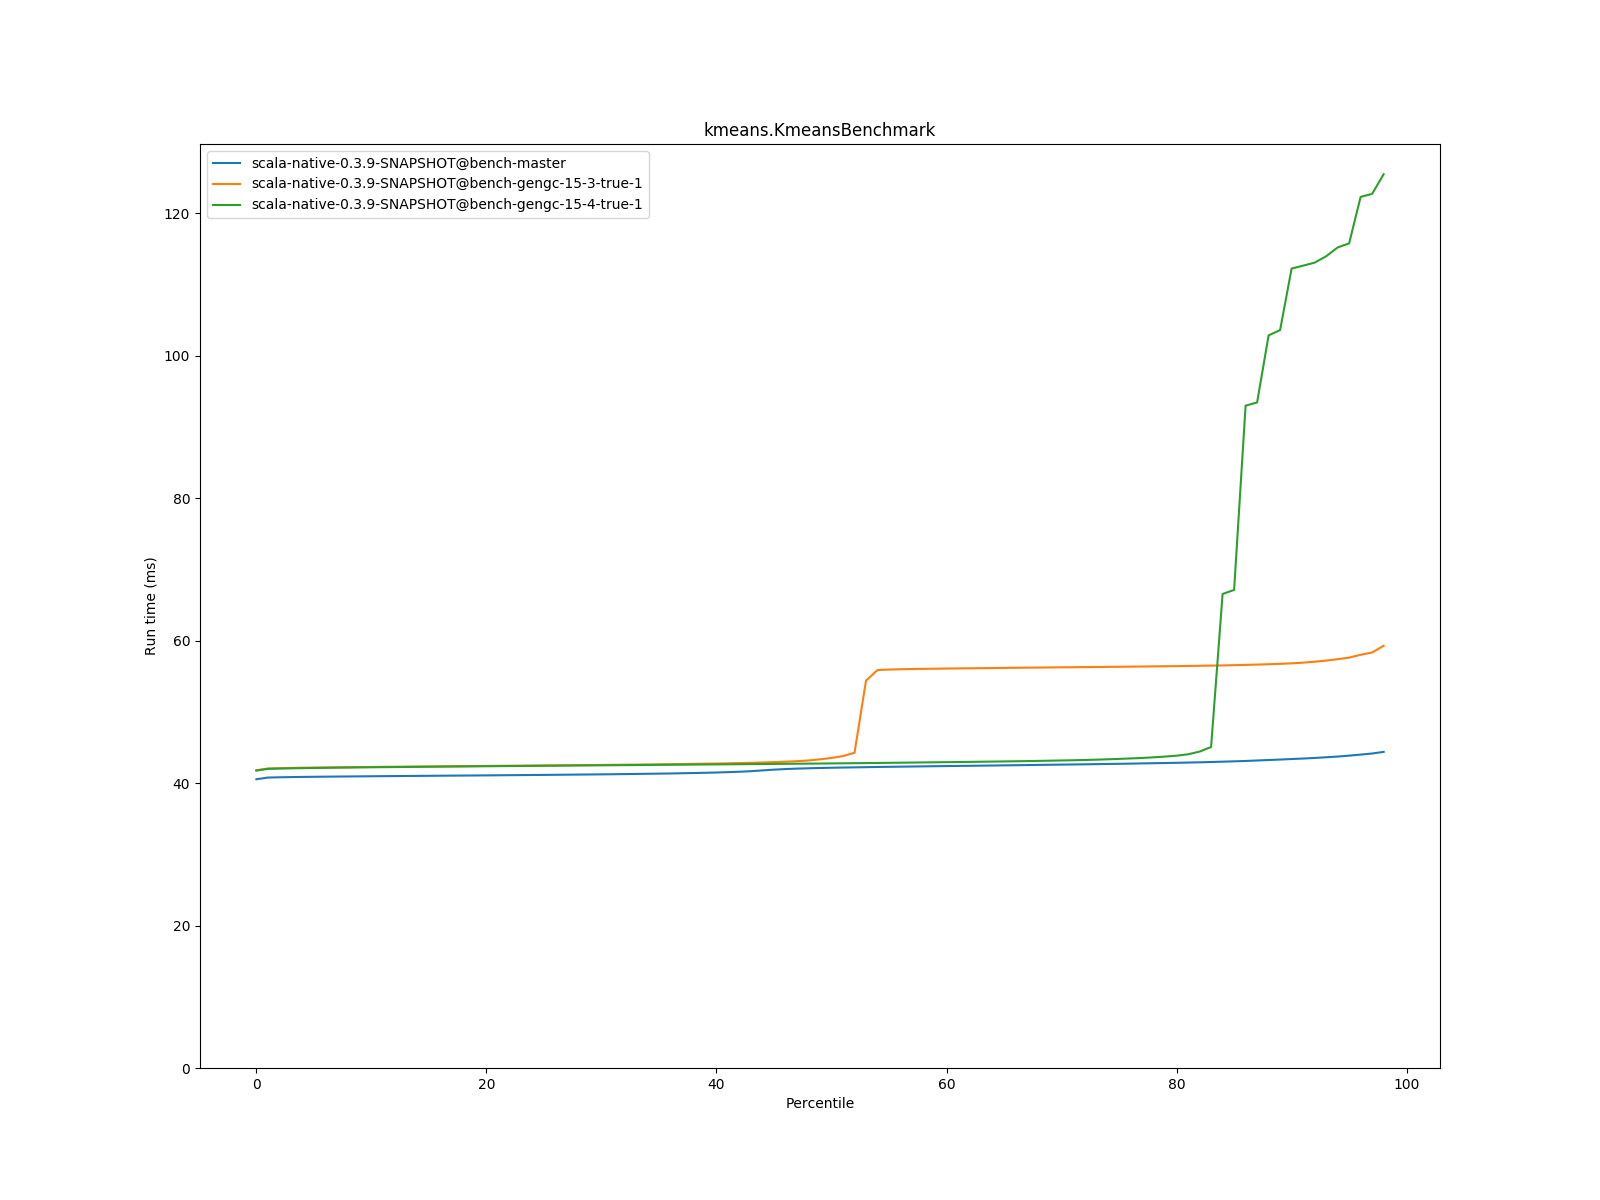 kmeans.KmeansBenchmark
scala-native-0.3.9-SNAPSHOT@bench-master
scala-native-0.3.9-SNAPSHOT@bench-gengc-15-3-true-1
scala-native-0.3.9-SNAPSHOT@bench-gengc-15-4-true-1
120
100
80
60
40
20
0
Run time (ms)
0 20 40 60 80 100
Percentile